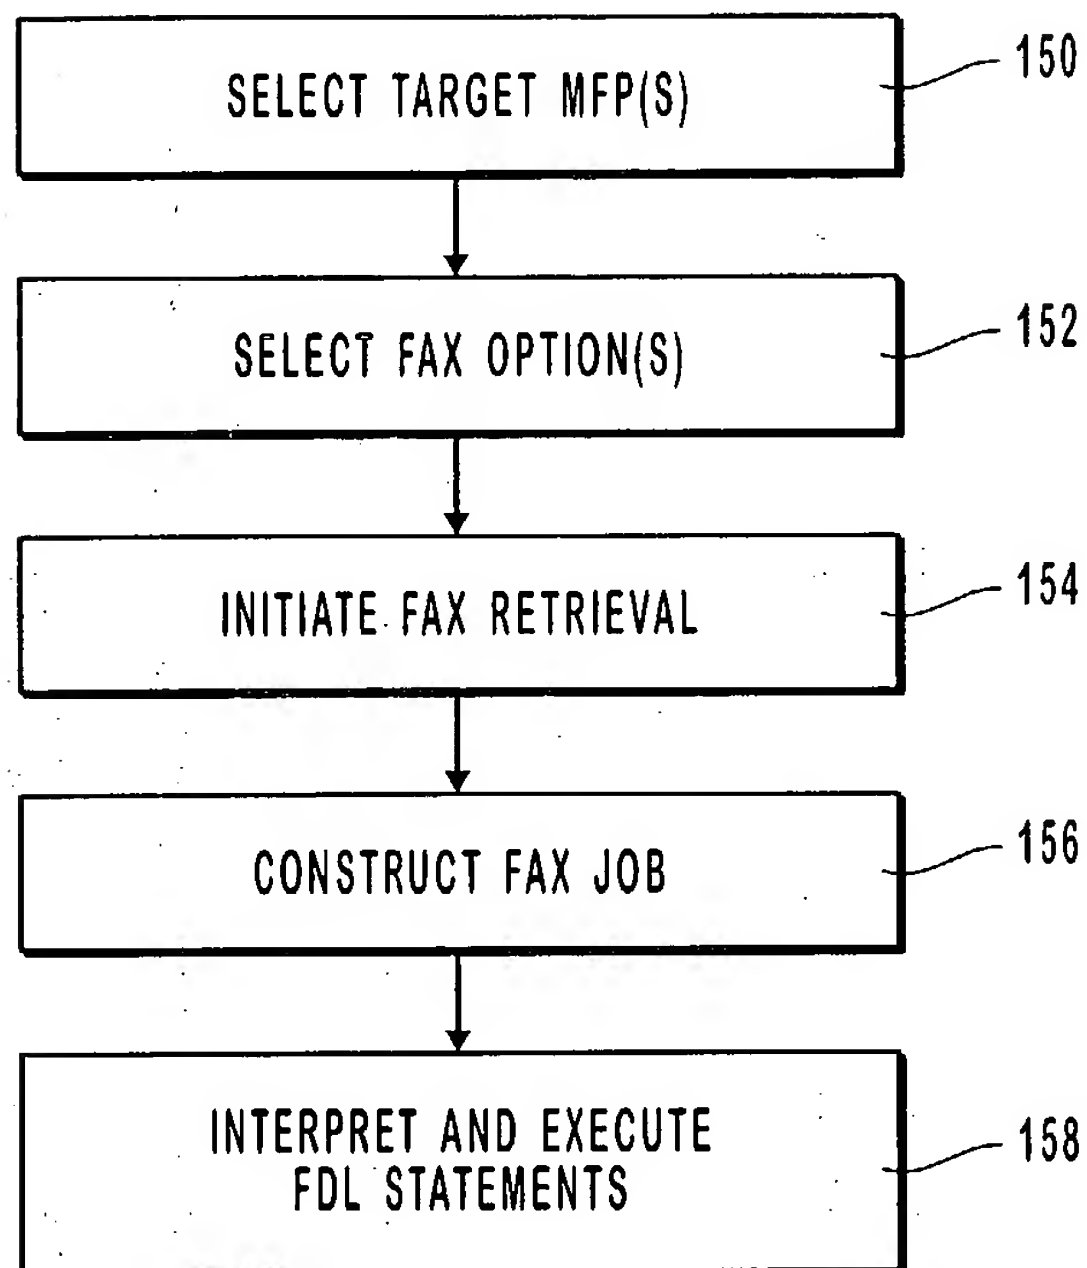 SELECT TARGET MFP(S)
150
SELECT FAX OPTION(S)
152
INITIATE FAX RETRIEVAL
154
CONSTRUCT FAX JOB
156
INTERPRET AND EXECUTE
FDL STATEMENTS
158